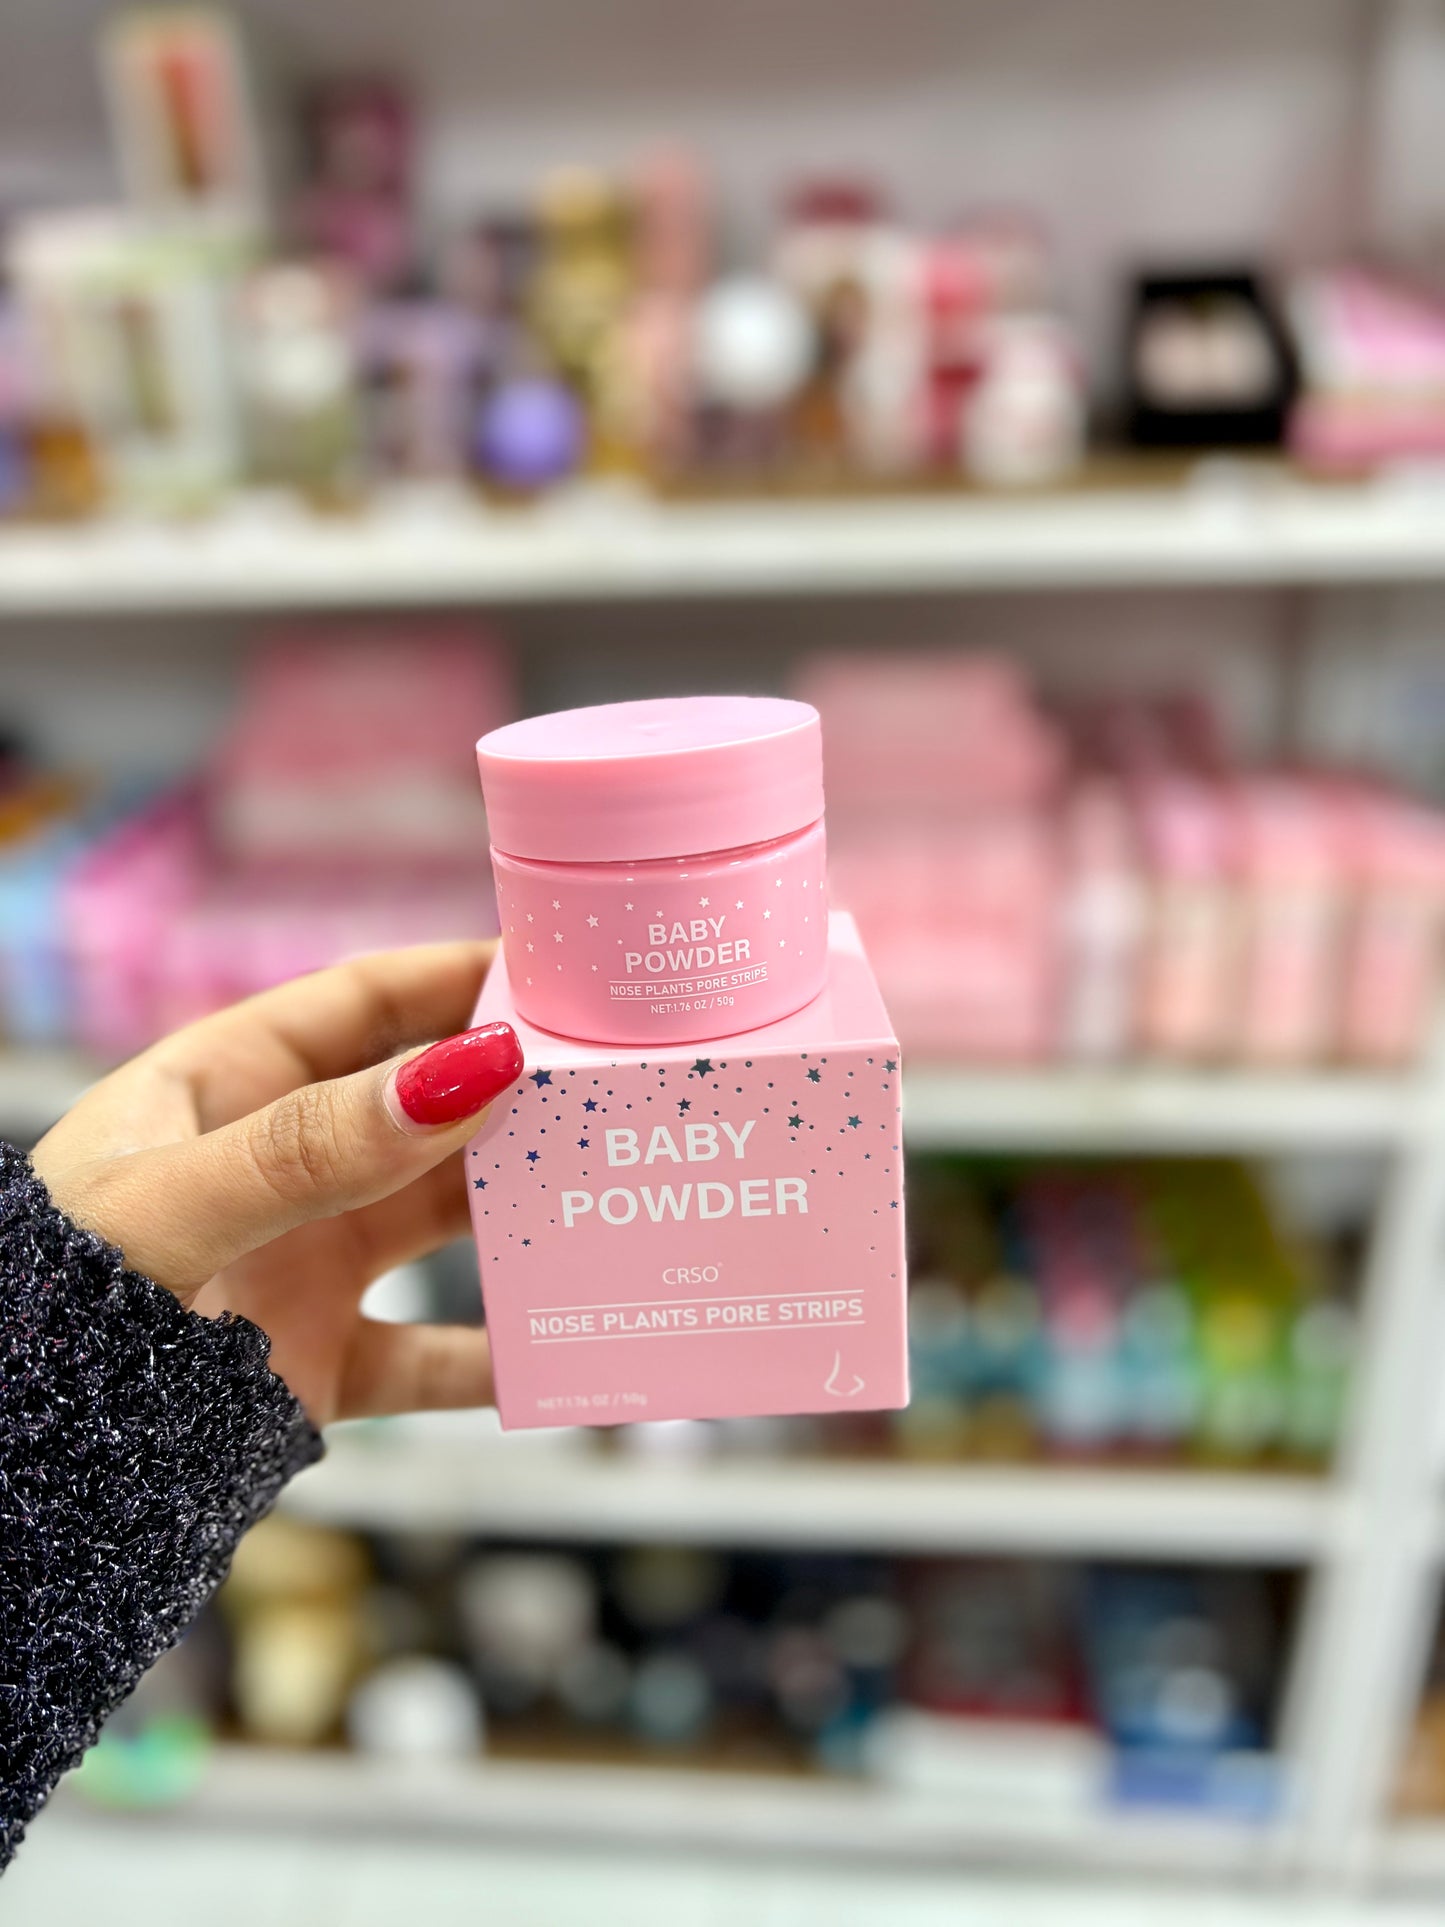 BABY
POWDER
NOSE PLANTS PORE STRIPS
NET:1.76 OZ / 50g
BABY
POWDER
CRSO®
NOSE PLANTS PORE STRIPS
NET:1.76 OZ / 50g